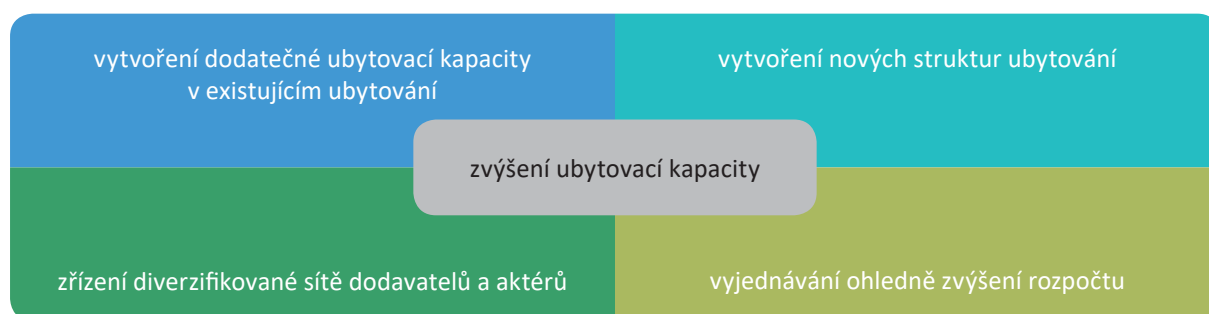 vytvoření dodatečné ubytovací kapacity
v existujícím ubytování
vytvoření nových struktur ubytování
zvýšení ubytovací kapacity
zřízení diverzifikované sítě dodavatelů a aktérů
vyjednávání ohledně zvýšení rozpočtu